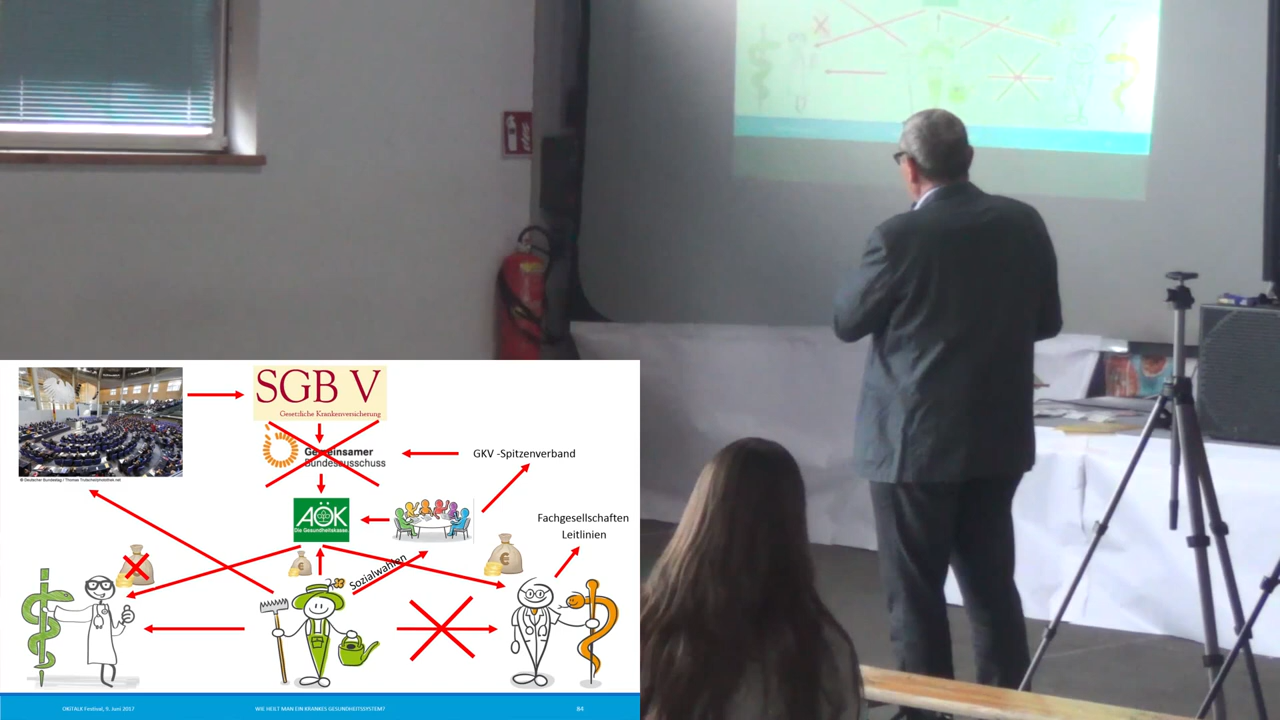 SGB V
Gesetzliche Krankenversicherung
Gemeinsamer
Bundesausschuss
GKV -Spitzenverband
© Deutscher Bundestag / Thomas Trutschel/photothek.net
AOK
Die Gesundheitskasse.
Fachgesellschaften
Leitlinien
Sozialwahlen
€
€
OKITALK Festival, 9. Juni 2017
WIE HEILT MAN EIN KRANKES GESUNDHEITSSYSTEM?
84